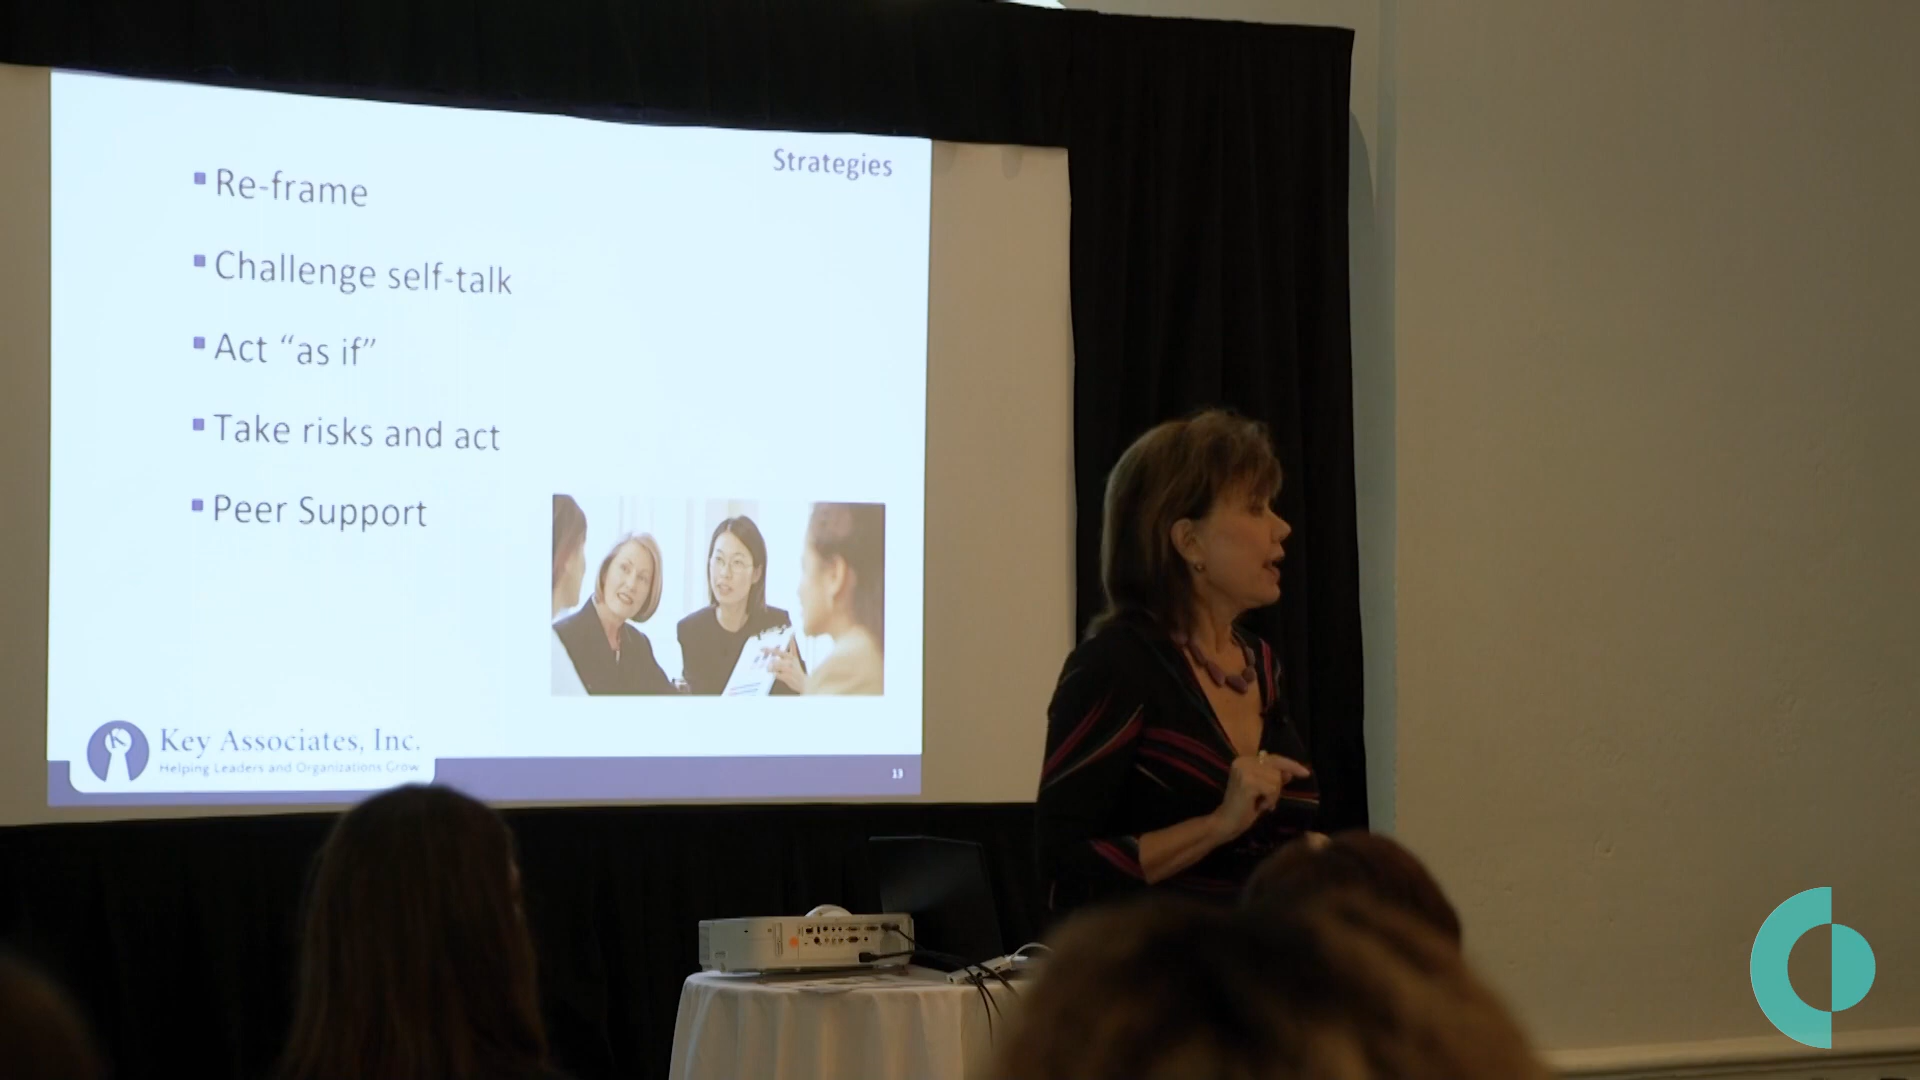 Strategies
Re-frame
Challenge self-talk
Act “as if”
Take risks and act
Peer Support
Key Associates, Inc.
Helping Leaders and Organizations Grow
13